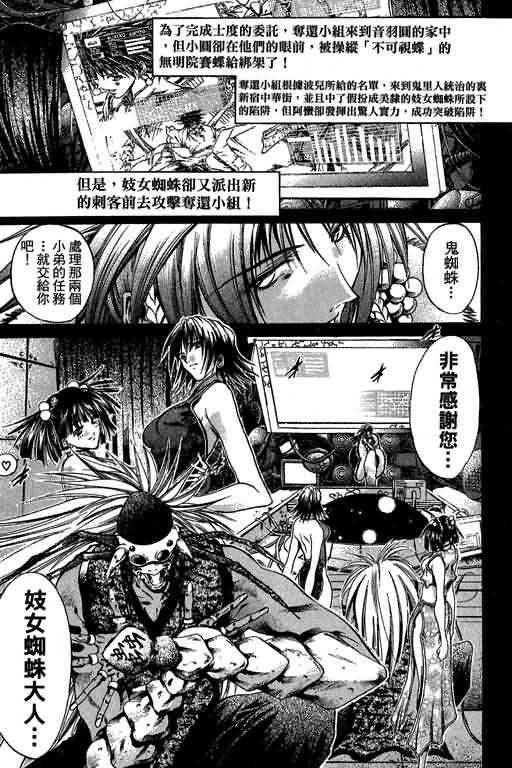 為了完成士度的委託，奪還小組來到音羽圓的家中
，但小圓卻在他們的眼前，被操縱「不可視蝶」的
無明院賽蝶給綁架了！
奪還小組根據波兒所給的名單，來到鬼里人統治的裏
新宿中華街，並且中了假扮成美隸的妓女蜘蛛所設下
的陷阱，但阿蠻卻發揮出驚人實力，成功突破陷阱！
但是，妓女蜘蛛卻又派出新
的刺客前去攻擊奪還小組！
鬼蜘蛛…
處理那兩個
小弟的任務
…就交給你
吧！
非常感謝您…
♡
妓女蜘蛛大人…